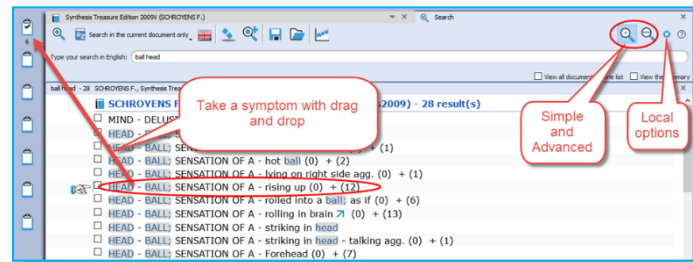 Synthesis Treasure Edition 2009V (SCHROYENS F.)
Search
6
Search in the current document only
Type your search in English: ball head
View all documents
e list
View the
mary
ball head - 28 SCHROYENS F., Synthesis Trea
SCHROYENS F
2009) - 28 result(s)
MIND - DELUS
HEAD - BALL;
HEAD - BALL; SEN
+ (1)
HEAD - BALL; SENSATION OF A - hot ball (0) + (2)
HEAD - BALL; SENSATION OF A - lying on right side agg. (0) + (1)
HEAD - BALL; SENSATION OF A - rising up (0) + (12)
HEAD - BALL; SENSATION OF A - rolled into a ball; as if (0) + (6)
HEAD - BALL; SENSATION OF A - rolling in brain (0) + (13)
HEAD - BALL; SENSATION OF A - striking in head
HEAD - BALL; SENSATION OF A - striking in head - talking agg. (0) + (1)
HEAD - BALL; SENSATION OF A - Forehead (0) + (7)
Take a symptom with drag
and drop
Simple
and
Advanced
Local
options